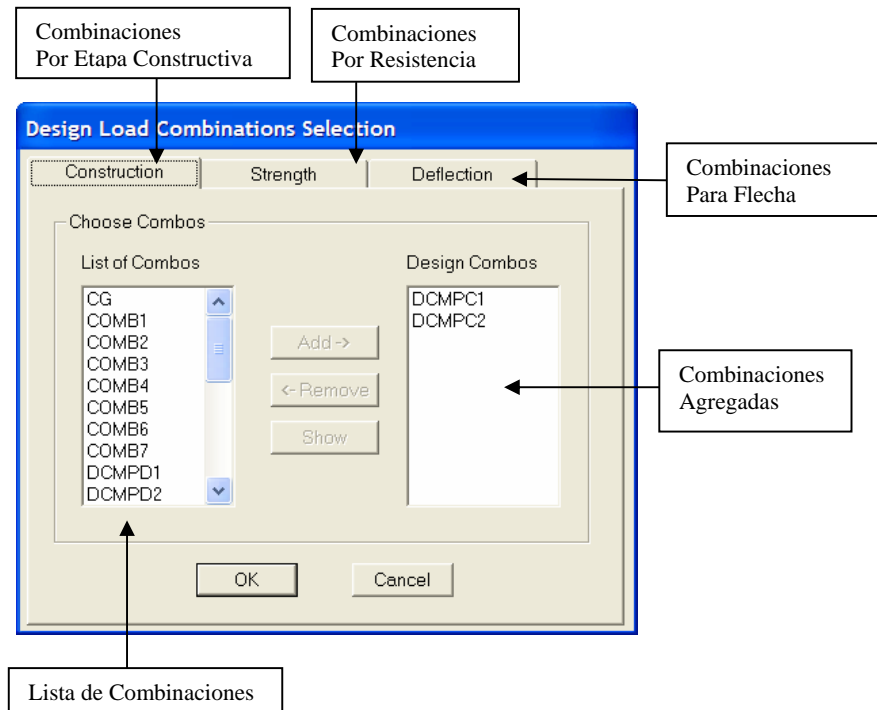 Combinaciones
Por Etapa Constructiva
Combinaciones
Por Resistencia
Design Load Combinations Selection
Construction
Strength
Deflection
Combinaciones
Para Flecha
Choose Combos
List of Combos
CG
COMB1
COMB2
COMB3
COMB4
COMB5
COMB6
COMB7
DCMPD1
DCMPD2
Add ->
<- Remove
Show
Design Combos
DCMPC1
DCMPC2
Combinaciones
Agregadas
OK
Cancel
Lista de Combinaciones